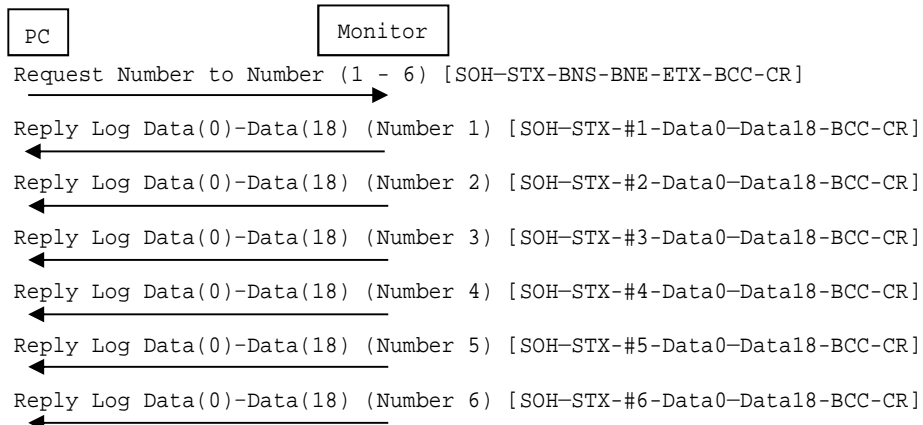 PC Monitor
Request Number to Number (1 - 6) [SOH—STX-BNS-BNE-ETX-BCC-CR]
Reply Log Data(0)–Data(18) (Number 1) [SOH—STX-#1-Data0—Data18-BCC-CR]
Reply Log Data(0)–Data(18) (Number 2) [SOH—STX-#2-Data0—Data18-BCC-CR]
Reply Log Data(0)–Data(18) (Number 3) [SOH—STX-#3-Data0—Data18-BCC-CR]
Reply Log Data(0)–Data(18) (Number 4) [SOH—STX-#4-Data0—Data18-BCC-CR]
Reply Log Data(0)–Data(18) (Number 5) [SOH—STX-#5-Data0—Data18-BCC-CR]
Reply Log Data(0)–Data(18) (Number 6) [SOH—STX-#6-Data0—Data18-BCC-CR]